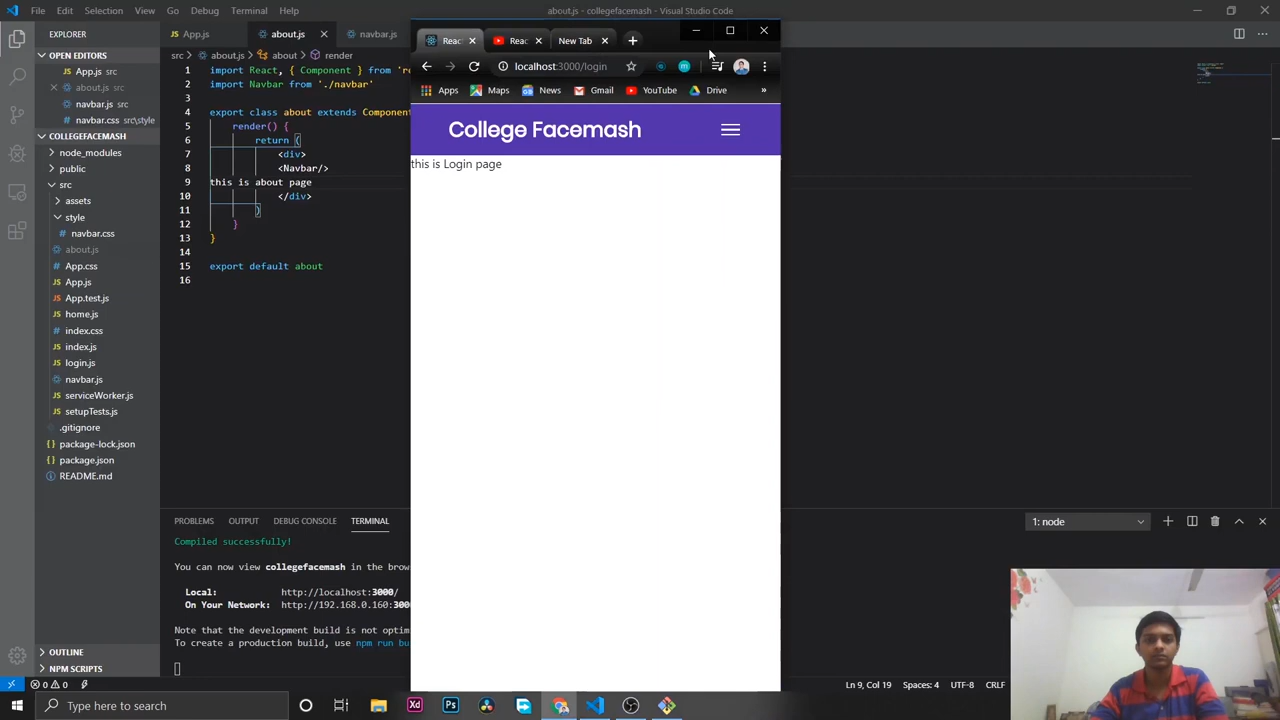 File Edit Selection View Go Debug Terminal Help about.js - collegefacemash - Visual Studio Code
EXPLORER
OPEN EDITORS
App.js src
about.js src
navbar.js src
navbar.css src\style
COLLEGEFACEMASH
node_modules
public
src
assets
style
navbar.css
about.js
App.css
App.js
App.test.js
home.js
index.css
index.js
login.js
navbar.js
serviceWorker.js
setupTests.js
.gitignore
package-lock.json
package.json
README.md
OUTLINE
NPM SCRIPTS
App.js about.js navbar.js
src > about.js > about > render
1 import React, { Component } from 're
2 import Navbar from './navbar'
3
4 export class about extends Component
5 render() {
6 return (
7 <div>
8 <Navbar/>
9 this is about page
10 </div>
11 )
12 }
13 }
14
15 export default about
16
Reac Reac New Tab
localhost:3000/login
Apps Maps News Gmail YouTube Drive »
College Facemash
this is Login page
PROBLEMS OUTPUT DEBUG CONSOLE TERMINAL 1: node
Compiled successfully!
You can now view collegefacemash in the brow
Local: http://localhost:3000/
On Your Network: http://192.168.0.160:300
Note that the development build is not optim
To create a production build, use npm run bu
0 0 Ln 9, Col 19 Spaces: 4 UTF-8 CRLF
Type here to search
Xd Ps